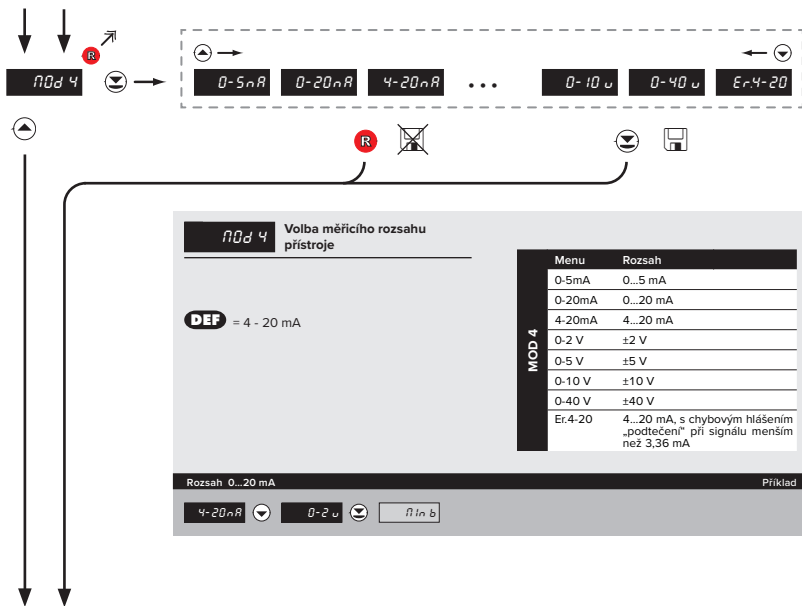 R
MOd 4
0-5mA 0-20mA 4-20mA ... 0-10 V 0-40 V Er.4-20
R
MOd 4
Volba měřicího rozsahu
přístroje
DEF = 4 - 20 mA
MOD 4
Menu Rozsah
0-5mA 0...5 mA
0-20mA 0...20 mA
4-20mA 4...20 mA
0-2 V ±2 V
0-5 V ±5 V
0-10 V ±10 V
0-40 V ±40 V
Er.4-20 4...20 mA, s chybovým hlášením
„podtečení“ při signálu menším
než 3,36 mA
Rozsah 0...20 mA Příklad
4-20mA 0-2 V MIn b